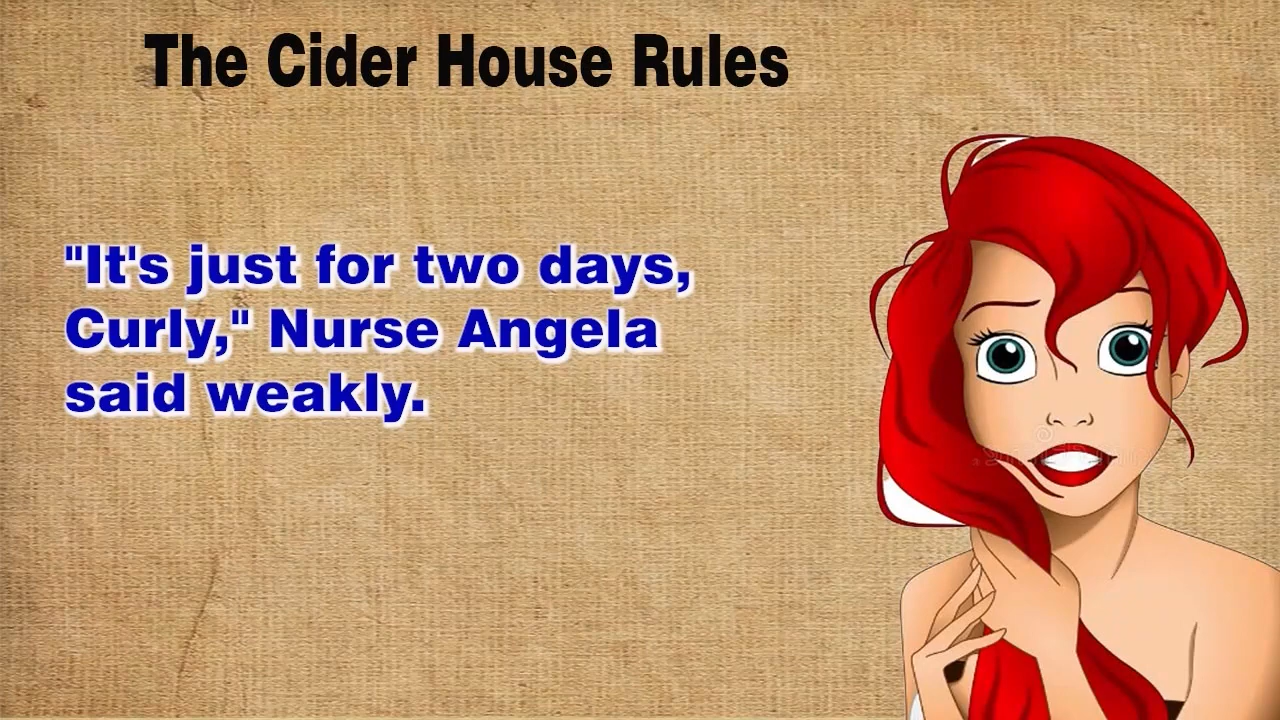 The Cider House Rules
"It's just for two days,
Curly," Nurse Angela
said weakly.